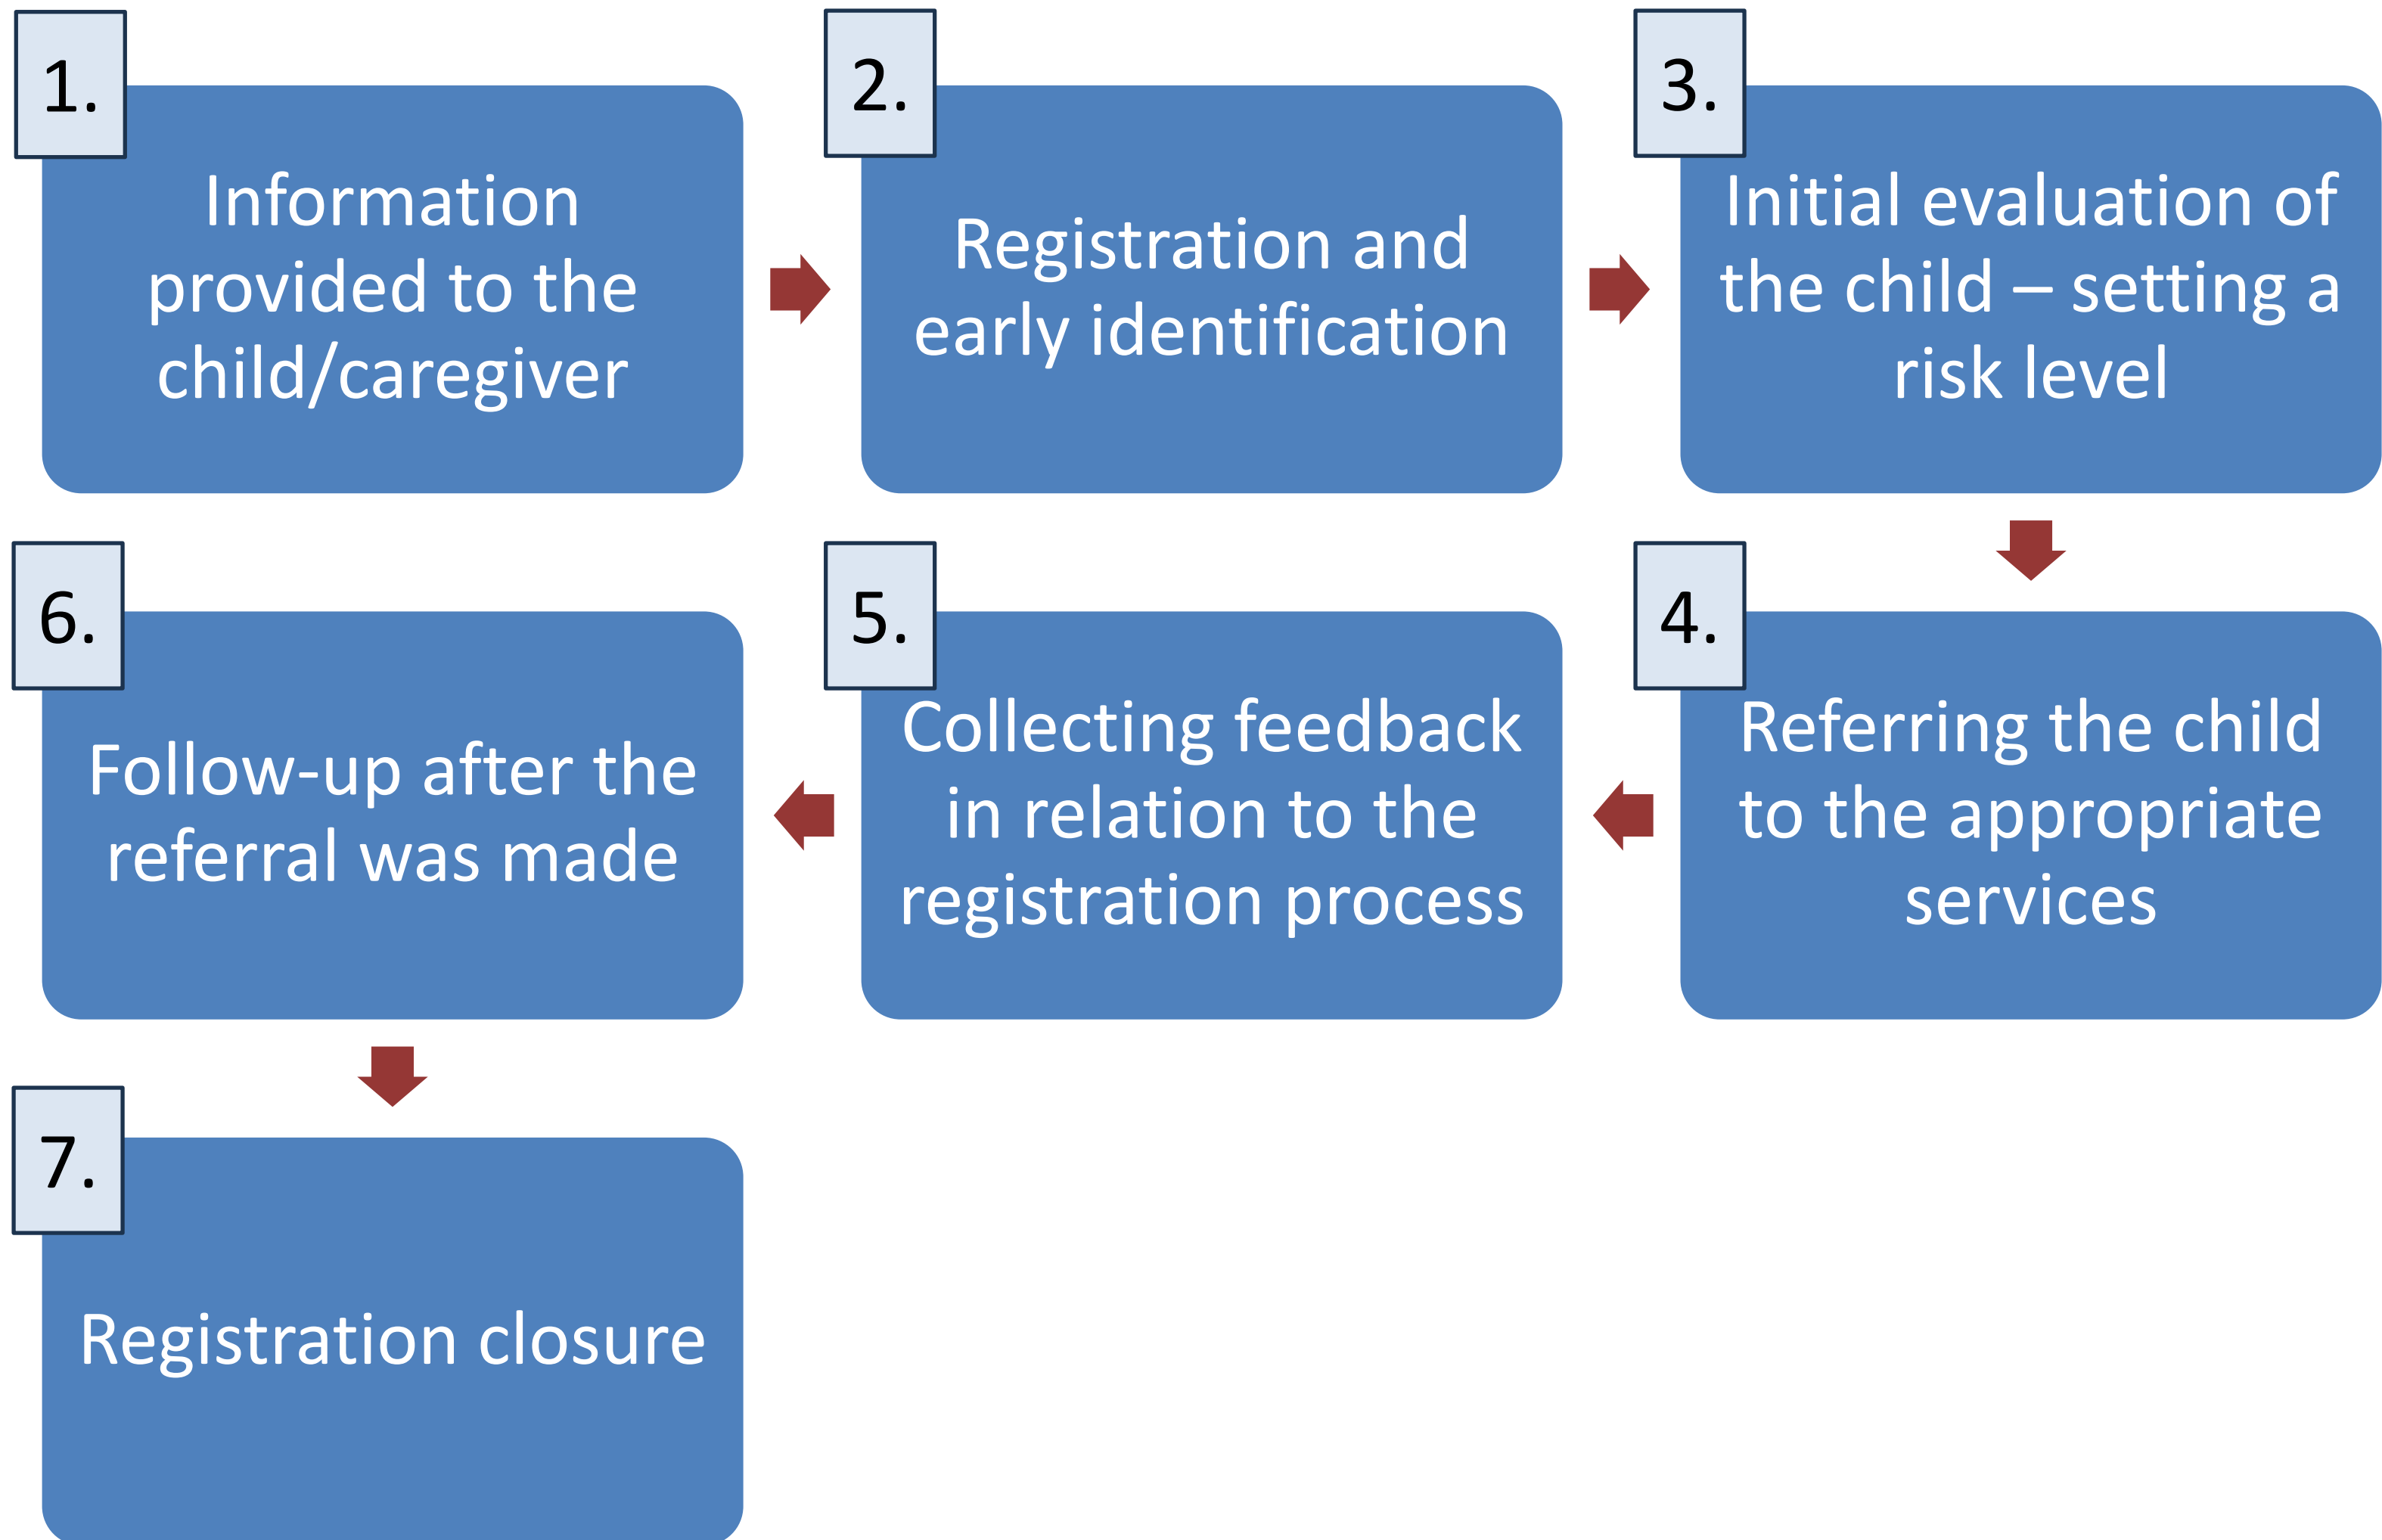 1.
Information
provided to the
child/caregiver
2.
Registration and
early identification
3.
Initial evaluation of
the child – setting a
risk level
4.
Referring the child
to the appropriate
services
5.
Collecting feedback
in relation to the
registration process
6.
Follow-up after the
referral was made
7.
Registration closure